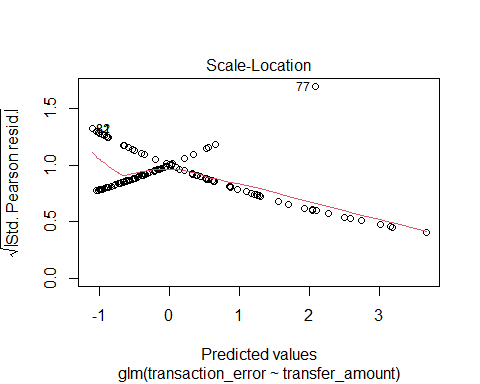 Scale-Location
77
√|Std. Pearson resid.|
1.5
1.0
0.5
0.0
-1 0 1 2 3
Predicted values
glm(transaction_error ~ transfer_amount)